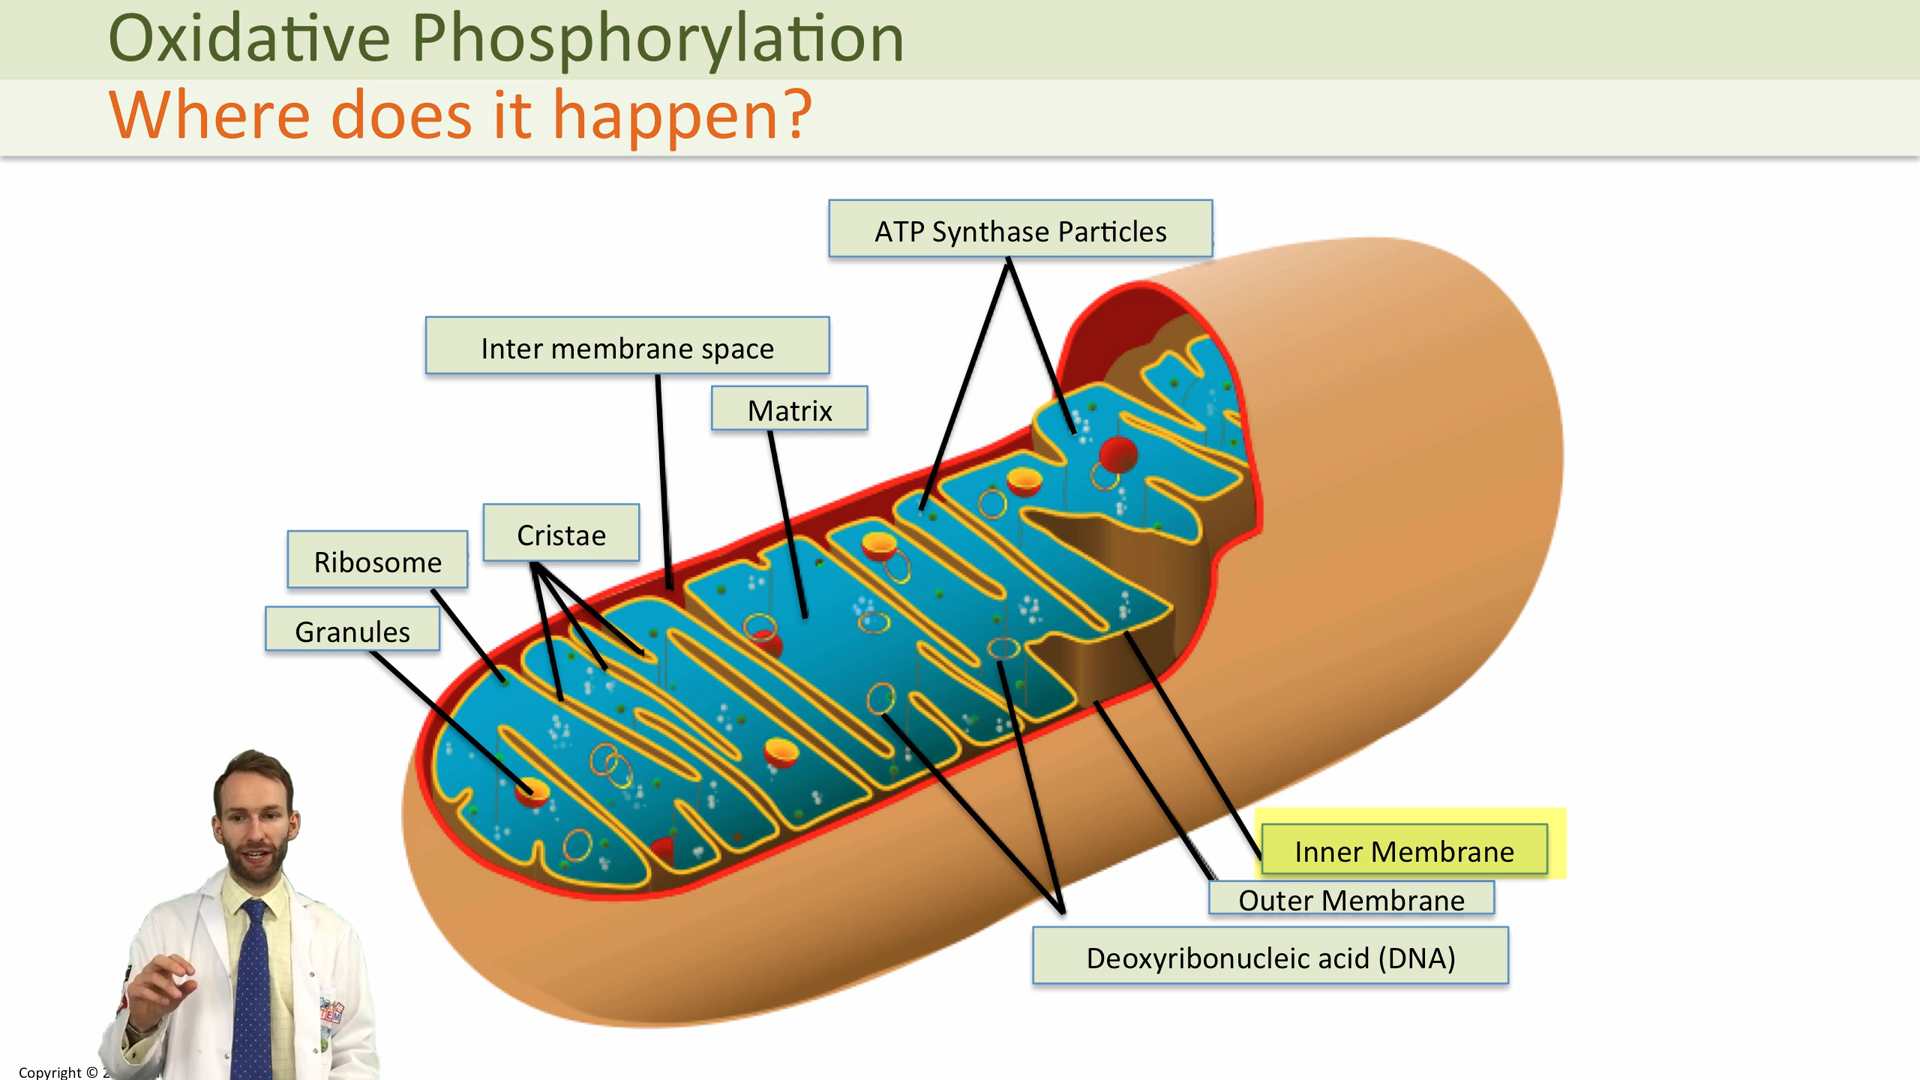 Oxidative Phosphorylation
Where does it happen?
ATP Synthase Particles
Inter membrane space
Matrix
Cristae
Ribosome
Granules
Inner Membrane
Outer Membrane
Deoxyribonucleic acid (DNA)
Copyright ©